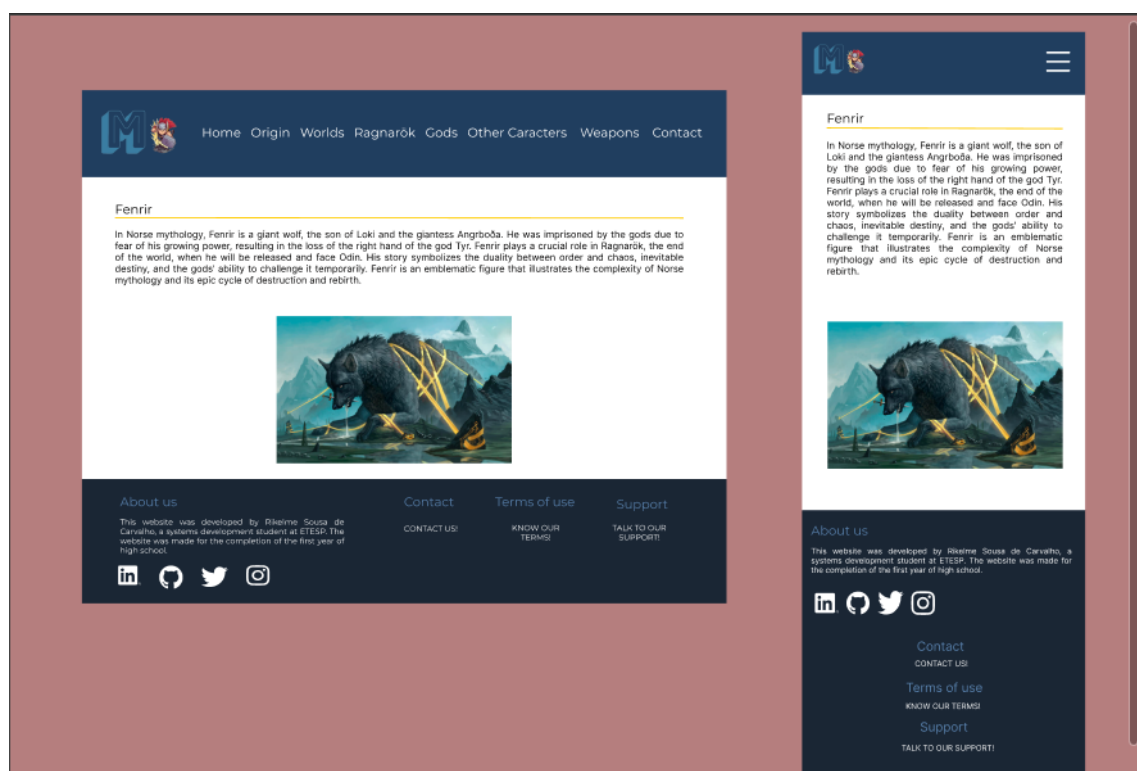 M
Home Origin Worlds Ragnarök Gods Other Caracters Weapons Contact
Fenrir
In Norse mythology, Fenrir is a giant wolf, the son of Loki and the giantess Angrboða. He was imprisoned by the gods due to
fear of his growing power, resulting in the loss of the right hand of the god Tyr. Fenrir plays a crucial role in Ragnarök, the end
of the world, when he will be released and face Odin. His story symbolizes the duality between order and chaos, inevitable
destiny, and the gods' ability to challenge it temporarily. Fenrir is an emblematic figure that illustrates the complexity of Norse
mythology and its epic cycle of destruction and rebirth.
About us
This website was developed by Rikelme Sousa de
Carvalho, a systems development student at ETESP. The
website was made for the completion of the first year of
high school.
in
Contact
CONTACT US!
Terms of use
KNOW OUR
TERMS!
Support
TALK TO OUR
SUPPORT!
M
Fenrir
In Norse mythology, Fenrir is a giant wolf, the son of
Loki and the giantess Angrboða. He was imprisoned
by the gods due to fear of his growing power,
resulting in the loss of the right hand of the god Tyr.
Fenrir plays a crucial role in Ragnarök, the end of the
world, when he will be released and face Odin. His
story symbolizes the duality between order and
chaos, inevitable destiny, and the gods' ability to
challenge it temporarily. Fenrir is an emblematic
figure that illustrates the complexity of Norse
mythology and its epic cycle of destruction and
rebirth.
About us
This website was developed by Rikelme Sousa de Carvalho, a
systems development student at ETESP. The website was made for
the completion of the first year of high school.
in
Contact
CONTACT US!
Terms of use
KNOW OUR TERMS!
Support
TALK TO OUR SUPPORT!